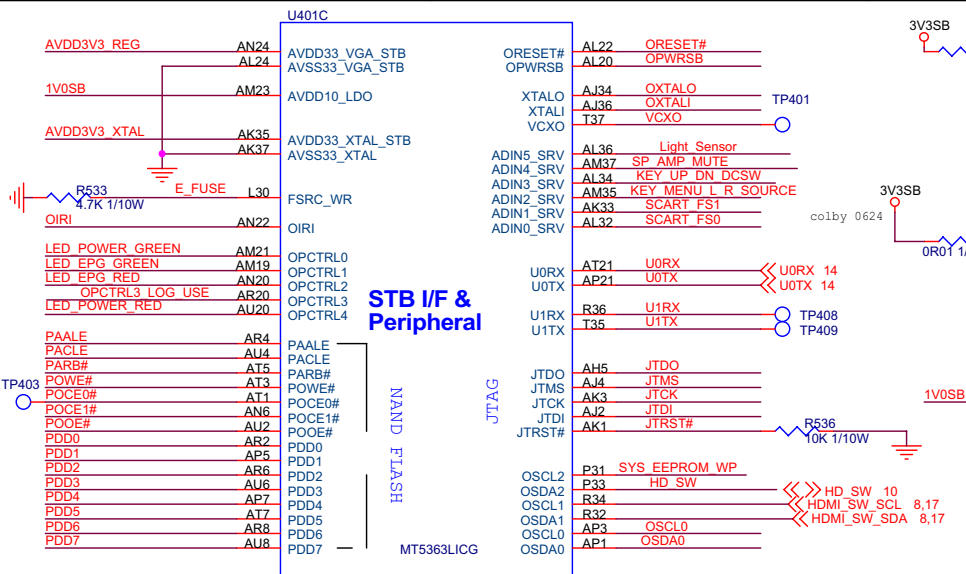 U401C
3V3SB
AVDD3V3_REG AN24 AVDD33_VGA_STB ORESET# AL22 ORESET#
AL24 AVSS33_VGA_STB OPWRSB AL20 OPWRSB
1V0SB AM23 AVDD10_LDO XTALO AJ34 OXTALO
XTALI AJ36 OXTALI TP401
VCXO T37 VCXO
AVDD3V3_XTAL AK35 AVDD33_XTAL_STB
AK37 AVSS33_XTAL ADIN5_SRV AL36 Light_Sensor
ADIN4_SRV AM37 SP_AMP_MUTE
ADIN3_SRV AL34 KEY_UP_DN_DCSW
R533 E_FUSE L30 FSRC_WR ADIN2_SRV AM35 KEY_MENU_L_R_SOURCE 3V3SB
4.7K 1/10W ADIN1_SRV AK33 SCART_FS1
OIRI AN22 OIRI ADIN0_SRV AL32 SCART_FS0 colby 0624
LED_POWER_GREEN AM21 OPCTRL0 0R01 1/
LED_EPG_GREEN AM19 OPCTRL1 U0RX AT21 U0RX U0RX 14
LED_EPG_RED AN20 OPCTRL2 U0TX AP21 U0TX U0TX 14
OPCTRL3_LOG_USE AR20 OPCTRL3
LED_POWER_RED AU20 OPCTRL4 U1RX R36 U1RX TP408
U1TX T35 U1TX TP409
STB I/F &
Peripheral
PAALE AR4 PAALE
PACLE AU4 PACLE
PARB# AT5 PARB# JTDO AH5 JTDO
TP403 POWE# AT3 POWE# JTMS AJ4 JTMS
POCE0# AT1 POCE0# JTCK AK3 JTCK 1V0SB
POCE1# AN6 POCE1# JTDI AJ2 JTDI
POOE# AU2 POOE# JTRST# AK1 JTRST# R536
10K 1/10W
NAND FLASH
JTAG
PDD0 AR2 PDD0
PDD1 AP5 PDD1
PDD2 AR6 PDD2 OSCL2 P31 SYS_EEPROM_WP
PDD3 AU6 PDD3 OSDA2 P33 HD_SW HD_SW 10
PDD4 AP7 PDD4 OSCL1 R34 HDMI_SW_SCL 8,17
PDD5 AT7 PDD5 OSDA1 R32 HDMI_SW_SDA 8,17
PDD6 AR8 PDD6 OSCL0 AP3 OSCL0
PDD7 AU8 PDD7 OSDA0 AP1 OSDA0
MT5363LICG